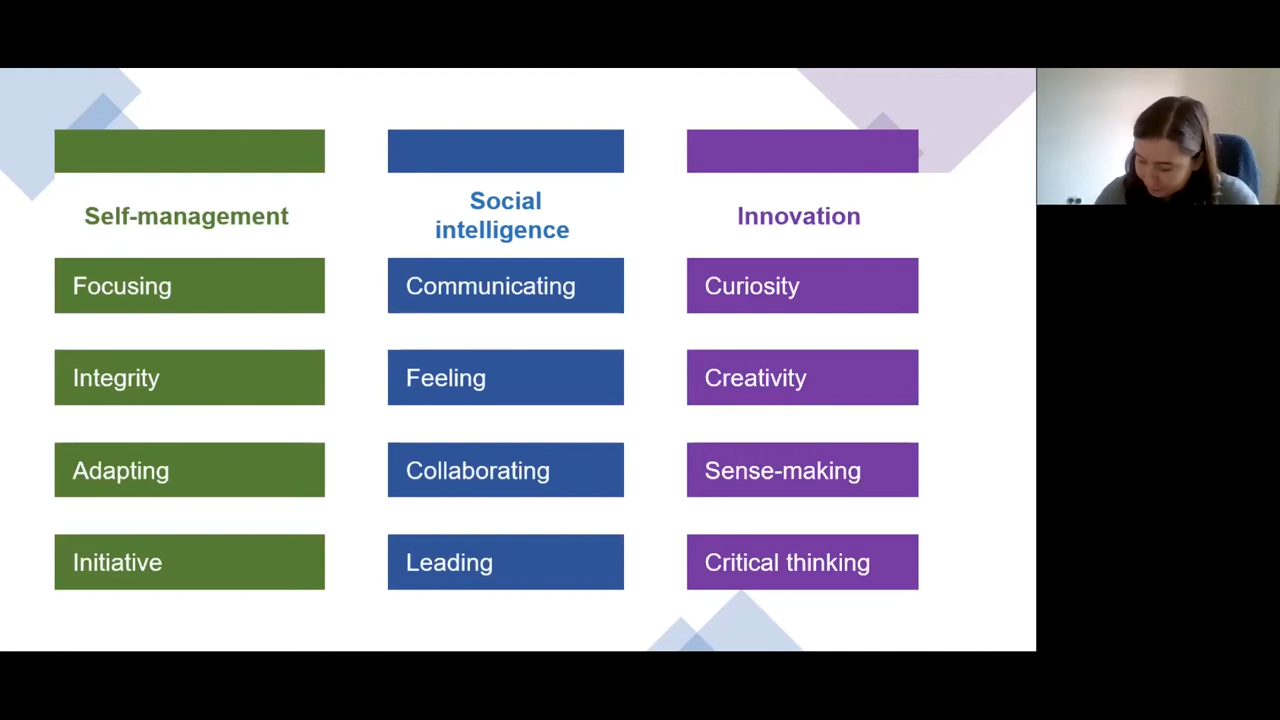 Self-management
Social
intelligence
Innovation
Focusing
Communicating
Curiosity
Integrity
Feeling
Creativity
Adapting
Collaborating
Sense-making
Initiative
Leading
Critical thinking